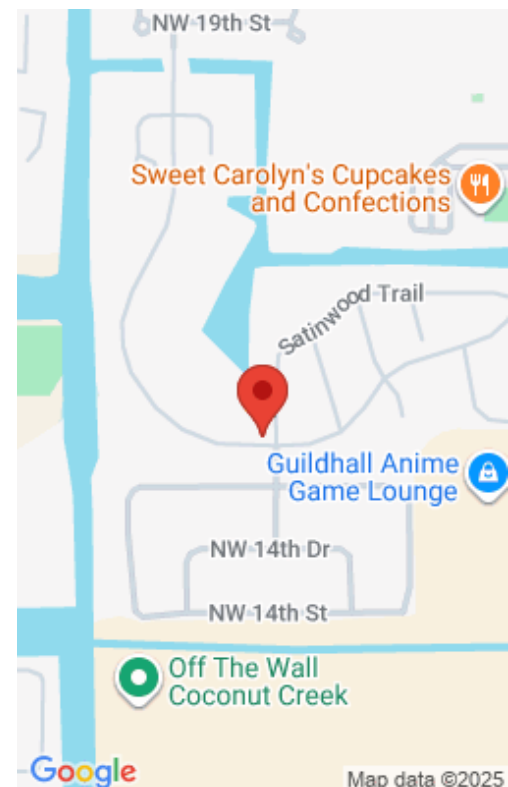 NW 19th St
Sweet Carolyn's Cupcakes
and Confections
Satinwood Trail
Guildhall Anime
Game Lounge
NW 14th Dr
NW 14th St
Off The Wall
Coconut Creek
Google
Map data ©2025